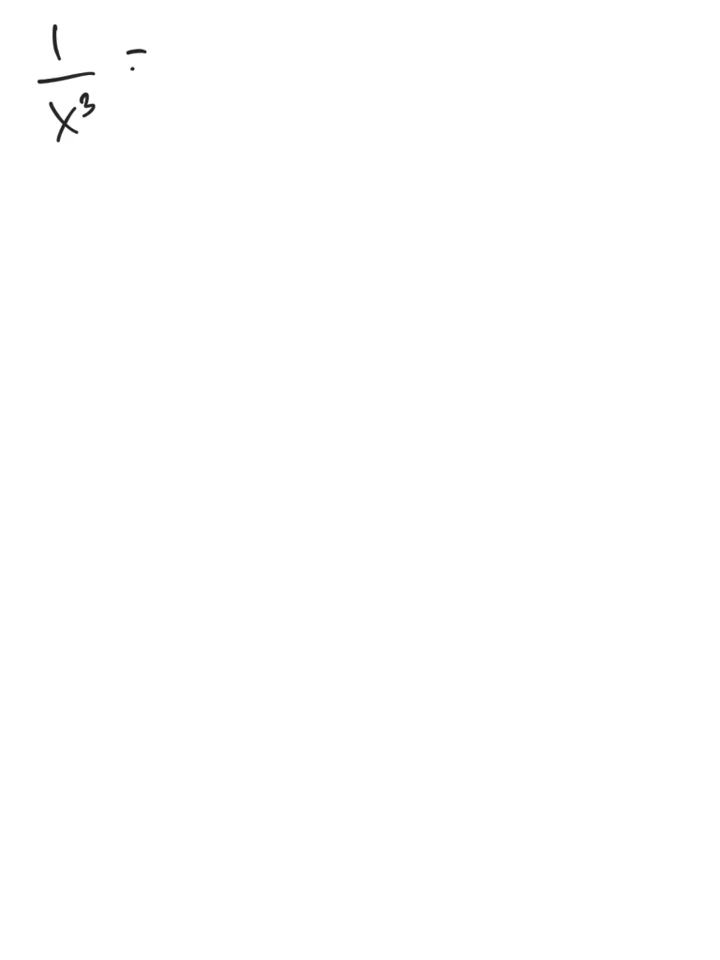 1/x³ =